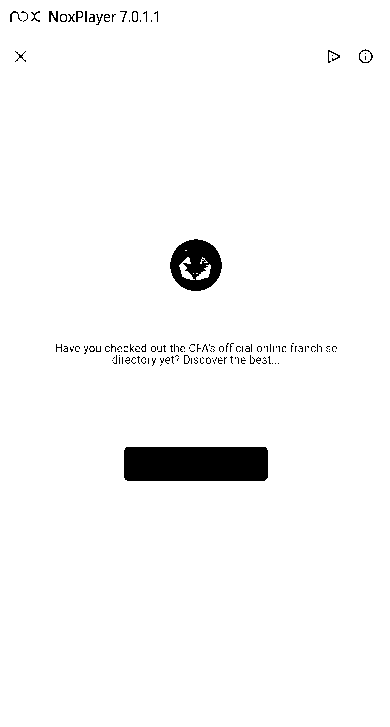 nox NoxPlayer 7.0.1.1
Have you checked out the CFA's official online franchise
directory yet? Discover the best...